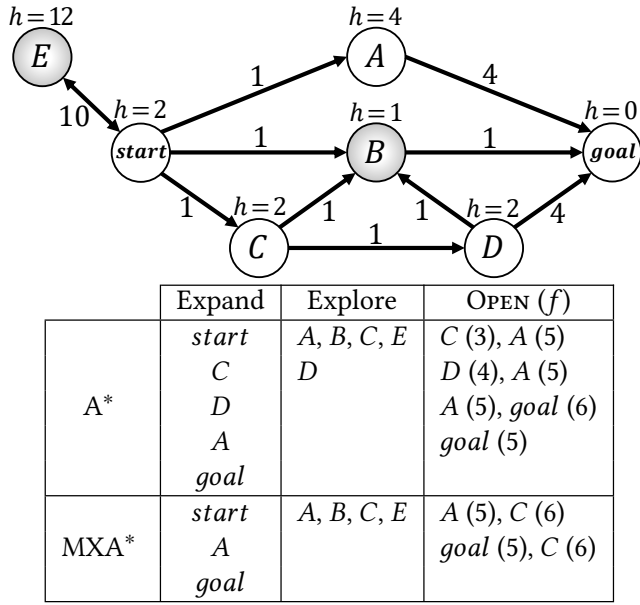 h=12
h=4
E
A
1
4
10
h=2
h=1
h=0
start
1
B
1
goal
1
h=2
1
1
h=2
4
C
1
D
Expand Explore OPEN (f)
start A, B, C, E C (3), A (5)
C D D (4), A (5)
A* D A (5), goal (6)
A goal (5)
goal
start A, B, C, E A (5), C (6)
MXA* A goal (5), C (6)
goal